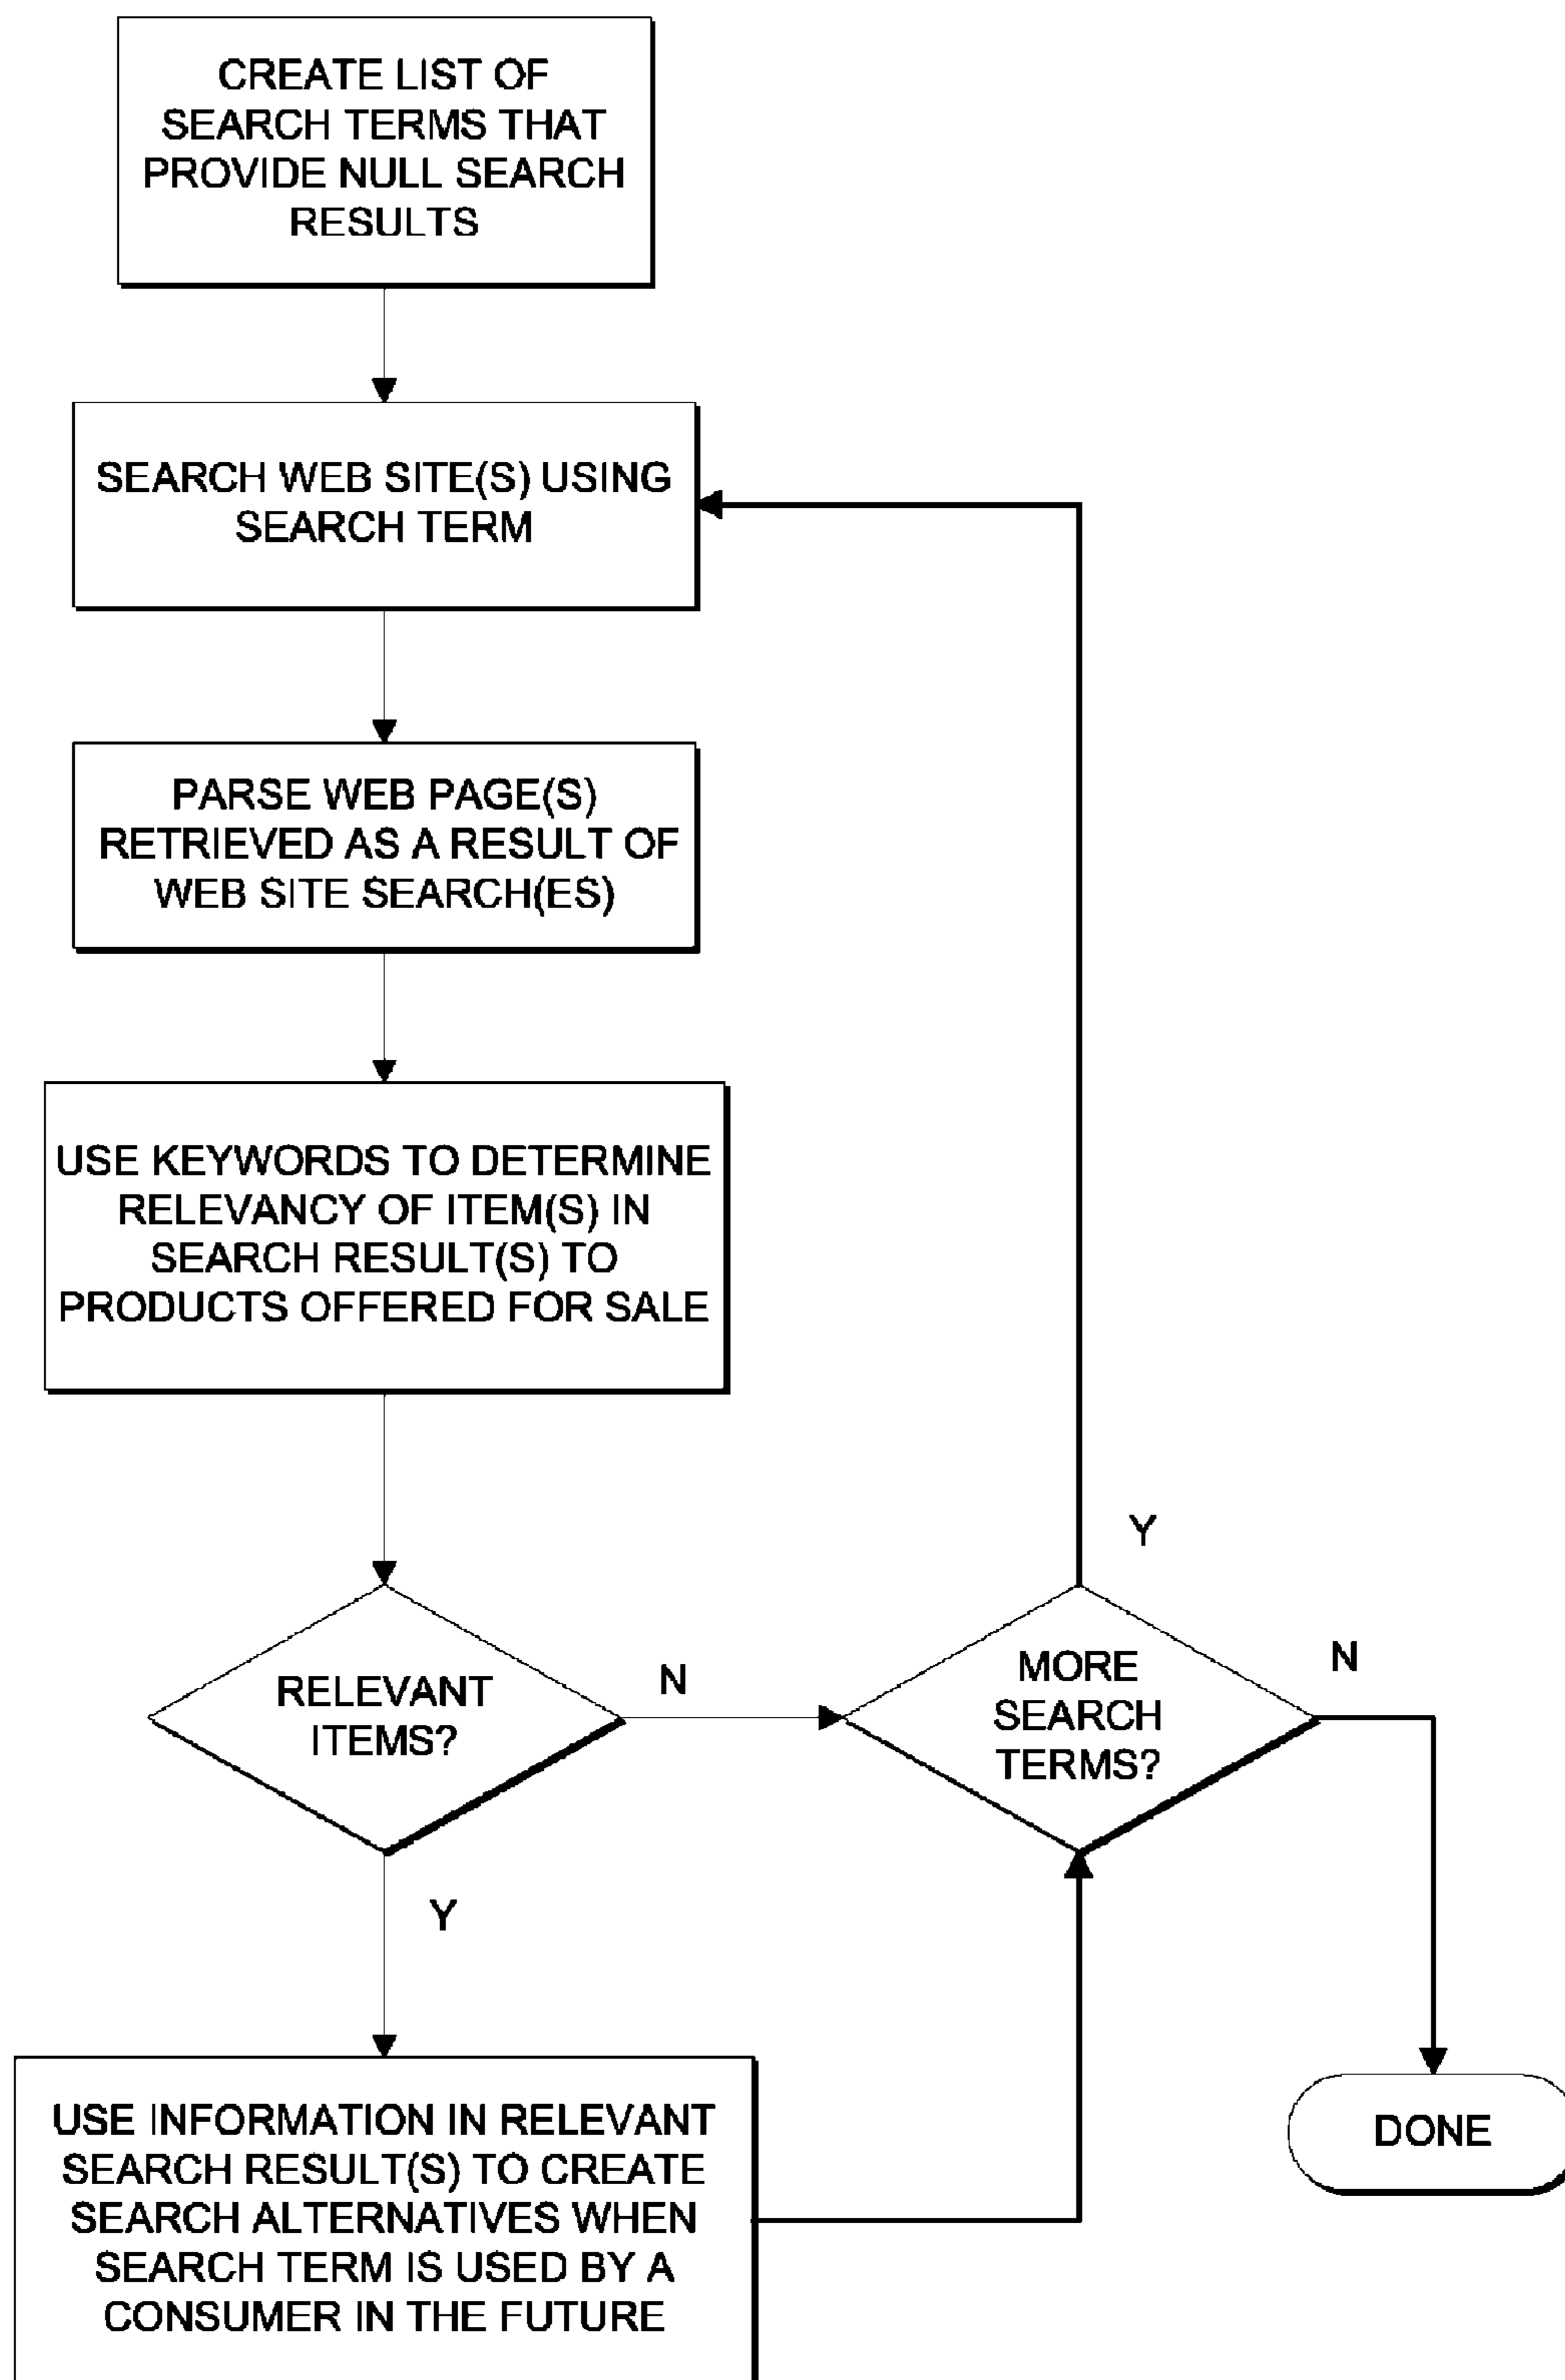 CREATE LIST OF
SEARCH TERMS THAT
PROVIDE NULL SEARCH
RESULTS
SEARCH WEB SITE(S) USING
SEARCH TERM
PARSE WEB PAGE(S)
RETRIEVED AS A RESULT OF
WEB SITE SEARCH(ES)
USE KEYWORDS TO DETERMINE
RELEVANCY OF ITEM(S) IN
SEARCH RESULT(S) TO
PRODUCTS OFFERED FOR SALE
RELEVANT
ITEMS?
N
Y
MORE
SEARCH
TERMS?
Y
N
USE INFORMATION IN RELEVANT
SEARCH RESULT(S) TO CREATE
SEARCH ALTERNATIVES WHEN
SEARCH TERM IS USED BY A
CONSUMER IN THE FUTURE
DONE